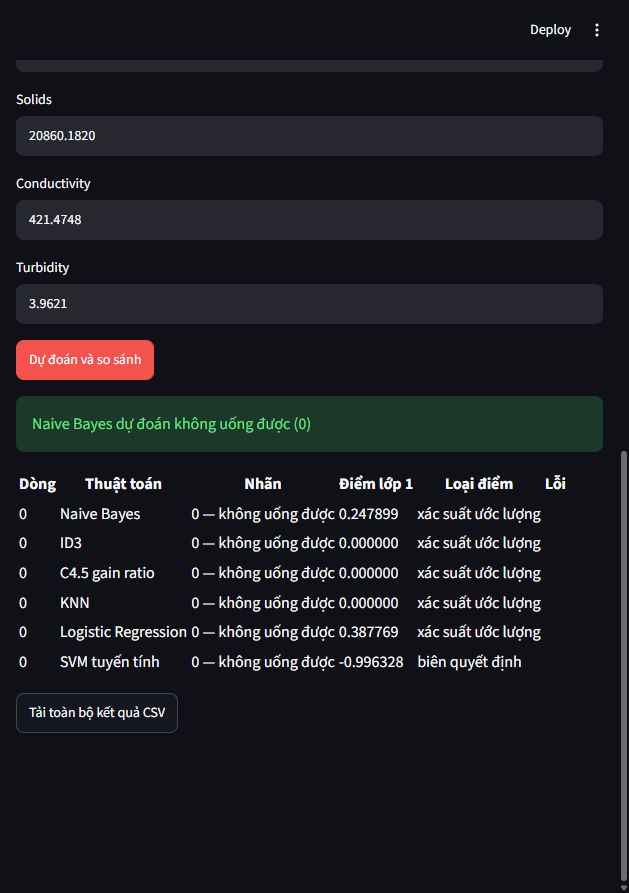 Deploy
Solids
20860.1820
Conductivity
421.4748
Turbidity
3.9621
Dự đoán và so sánh
Naive Bayes dự đoán không uống được (0)
Dòng Thuật toán Nhãn Điểm lớp 1 Loại điểm Lỗi
0 Naive Bayes 0 — không uống được 0.247899 xác suất ước lượng
0 ID3 0 — không uống được 0.000000 xác suất ước lượng
0 C4.5 gain ratio 0 — không uống được 0.000000 xác suất ước lượng
0 KNN 0 — không uống được 0.000000 xác suất ước lượng
0 Logistic Regression 0 — không uống được 0.387769 xác suất ước lượng
0 SVM tuyến tính 0 — không uống được -0.996328 biên quyết định
Tải toàn bộ kết quả CSV